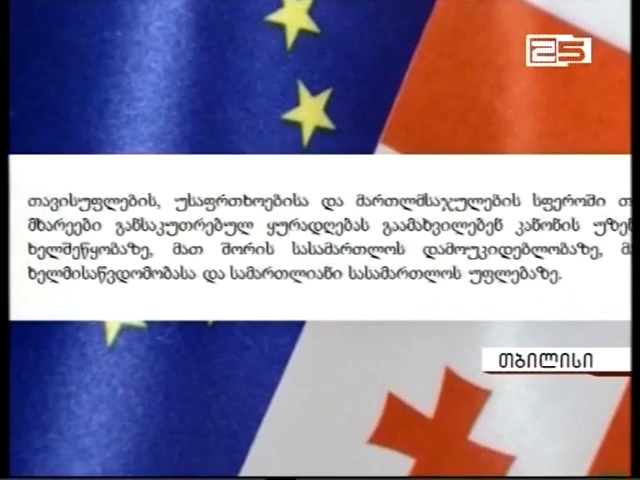 25
თავისუფლების, უსაფრთხოებისა და მართლმსაჯულების სფეროში
მხარეები განსაკუთრებულ ყურადღებას გაამახვილებენ კანონის
ხელშეწყობაზე, მათ შორის სასამართლოს დამოუკიდებლობაზე,
ხელმისაწვდომობასა და სამართლიანი სასამართლოს უფლებაზე.
თბილისი